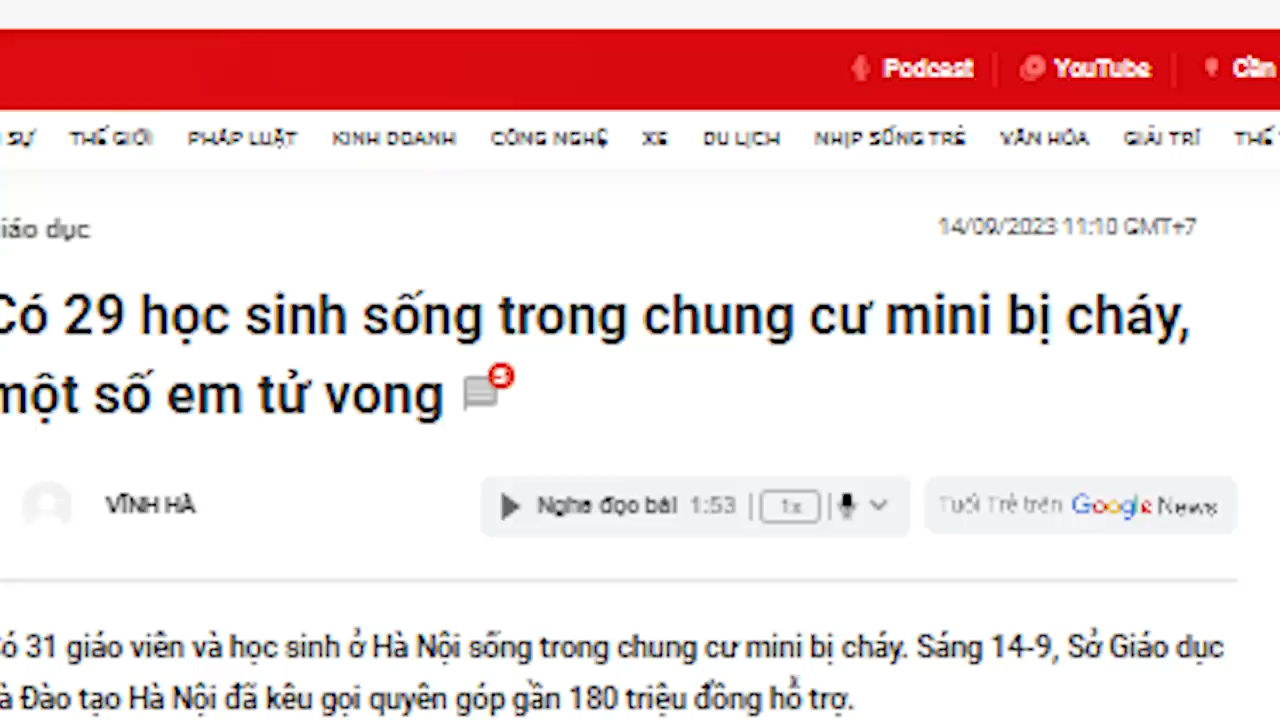 Podcast YouTube Cần
SỰ THẾ GIỚI PHÁP LUẬT KINH DOANH CÔNG NGHỆ XE DU LỊCH NHỊP SỐNG TRẺ VĂN HÓA GIẢI TRÍ THỂ
iáo dục 14/09/2023 11:10 GMT+7
Có 29 học sinh sống trong chung cư mini bị cháy,
một số em tử vong
VĨNH HÀ Nghe đọc bài 1:53 1x Tuổi Trẻ trên Google News
ó 31 giáo viên và học sinh ở Hà Nội sống trong chung cư mini bị cháy. Sáng 14-9, Sở Giáo dục
à Đào tạo Hà Nội đã kêu gọi quyên góp gần 180 triệu đồng hỗ trợ.